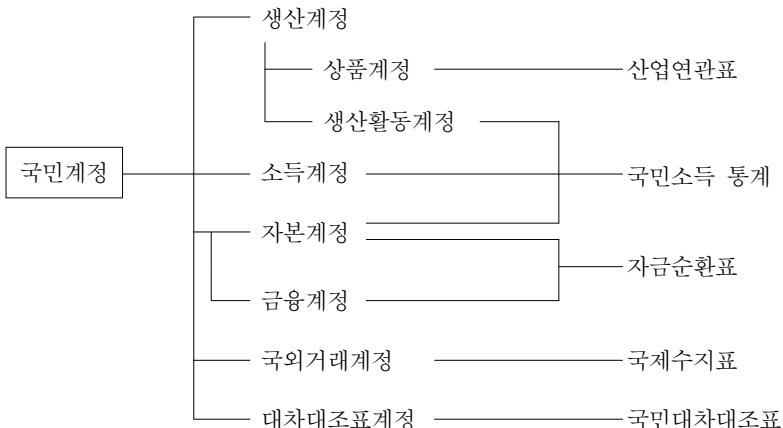 생산계정
상품계정 산업연관표
생산활동계정
국민계정 소득계정 국민소득 통계
자본계정
자금순환표
금융계정
국외거래계정 국제수지표
대차대조표계정 국민대차대조표